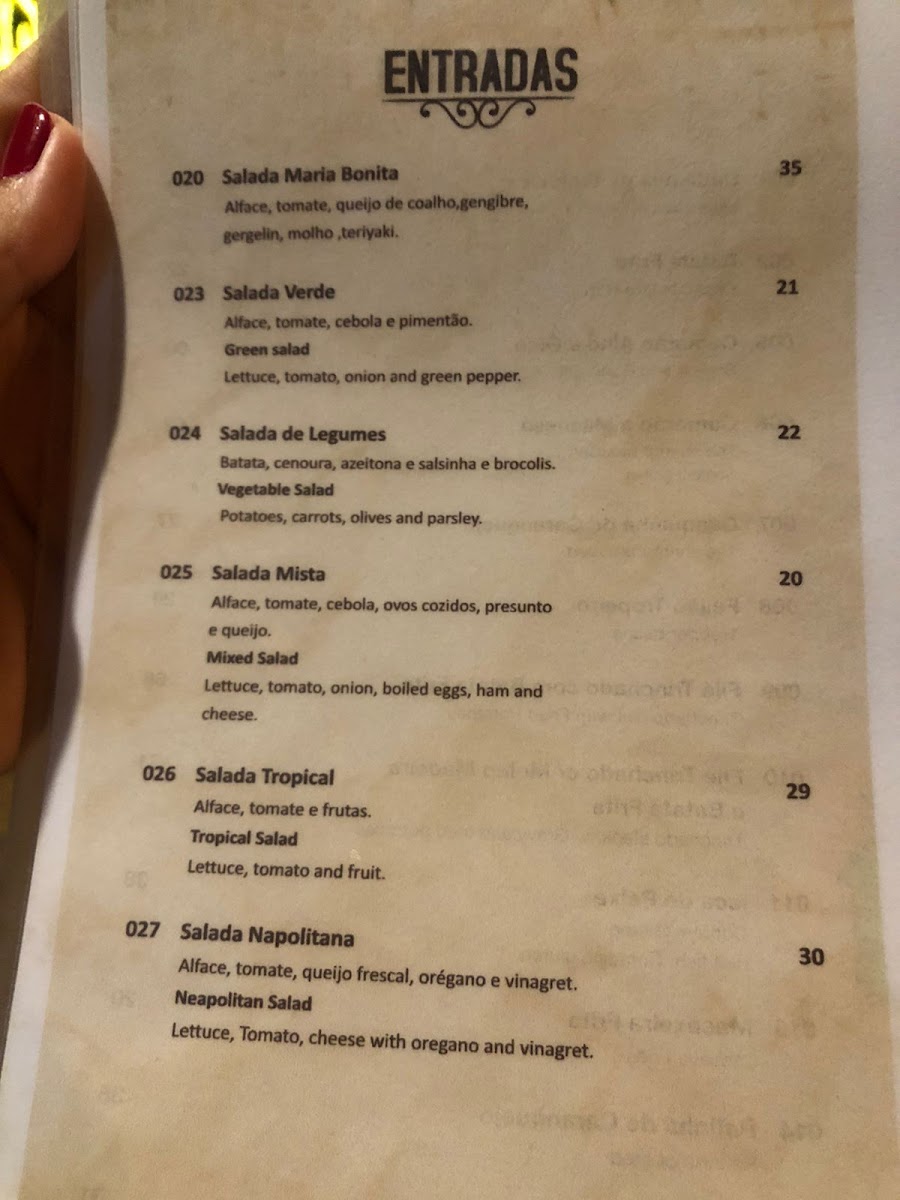 ENTRADAS
020 Salada Maria Bonita 35
Alface, tomate, queijo de coalho,gengibre,
gergelin, molho ,teriyaki.
023 Salada Verde 21
Alface, tomate, cebola e pimentão.
Green salad
Lettuce, tomato, onion and green pepper.
024 Salada de Legumes 22
Batata, cenoura, azeitona e salsinha e brocolis.
Vegetable Salad
Potatoes, carrots, olives and parsley.
025 Salada Mista 20
Alface, tomate, cebola, ovos cozidos, presunto
e queijo.
Mixed Salad
Lettuce, tomato, onion, boiled eggs, ham and
cheese.
026 Salada Tropical 29
Alface, tomate e frutas.
Tropical Salad
Lettuce, tomato and fruit.
027 Salada Napolitana 30
Alface, tomate, queijo frescal, orégano e vinagret.
Neapolitan Salad
Lettuce, Tomato, cheese with oregano and vinagret.